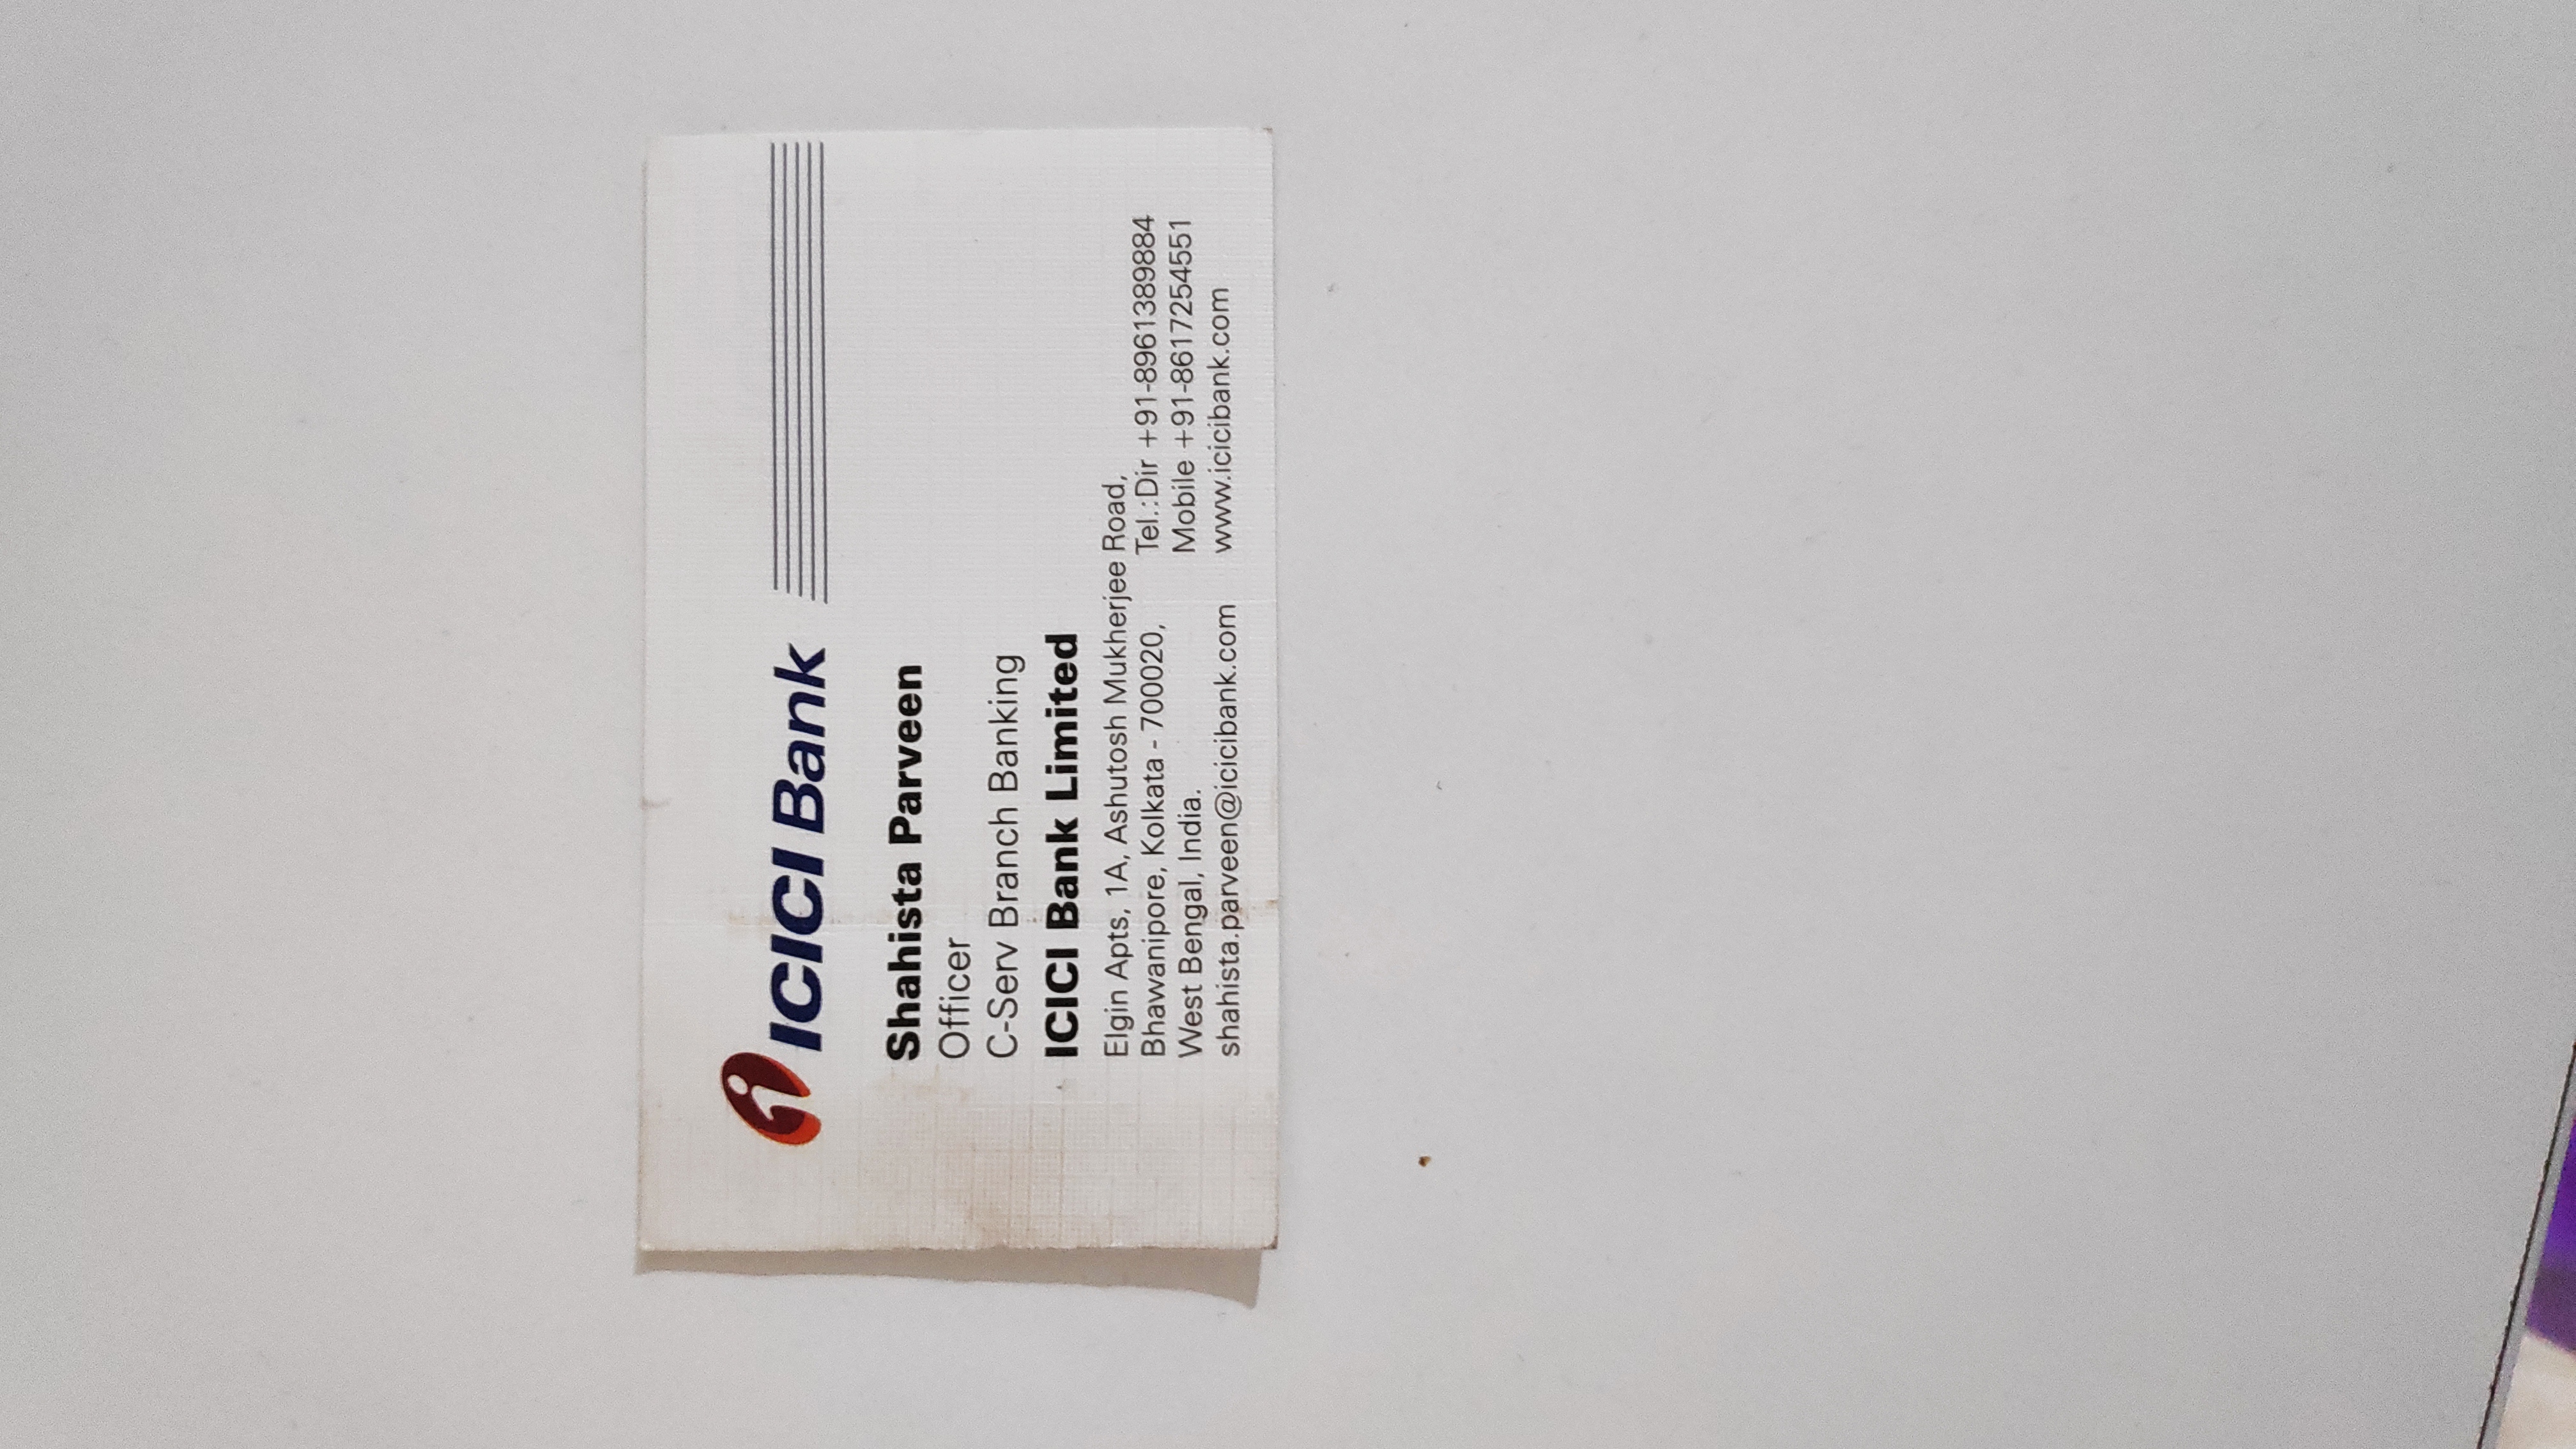 ICICI Bank
Shahista Parveen
Officer
C-Serv Branch Banking
ICICI Bank Limited
Elgin Apts, 1A, Ashutosh Mukherjee Road,
Bhawanipore, Kolkata - 700020,
West Bengal, India.
shahista.parveen@icicibank.com
Tel.:Dir +91-8961389884
Mobile +91-8617254551
www.icicibank.com